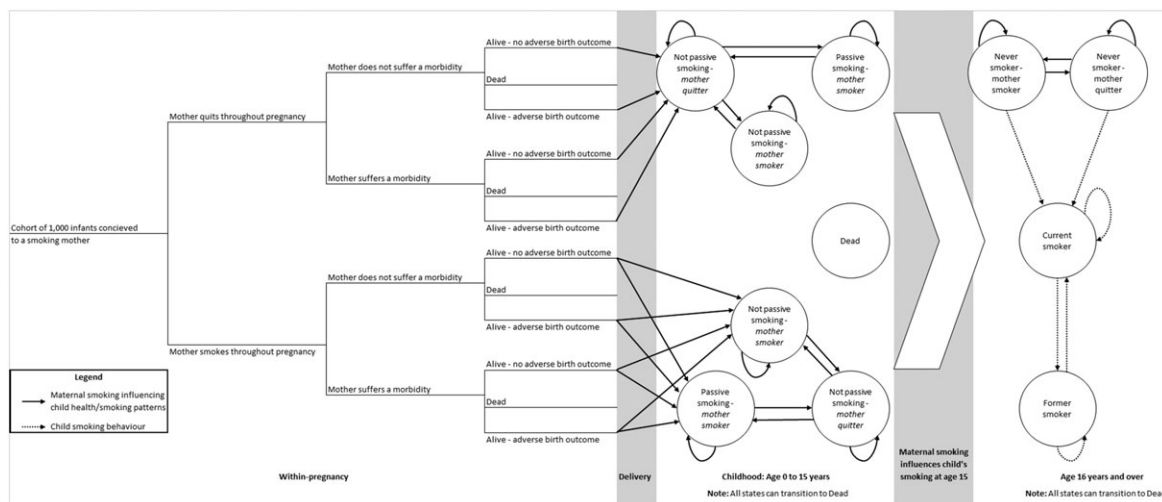 Cohort of 1,000 infants concieved
to a smoking mother
Mother quits throughout pregnancy
Mother smokes throughout pregnancy
Mother does not suffer a morbidity
Mother suffers a morbidity
Mother does not suffer a morbidity
Mother suffers a morbidity
Alive - no adverse birth outcome
Dead
Alive - adverse birth outcome
Alive - no adverse birth outcome
Dead
Alive - adverse birth outcome
Alive - no adverse birth outcome
Dead
Alive - adverse birth outcome
Alive - no adverse birth outcome
Dead
Alive - adverse birth outcome
Not passive
smoking -
mother
quitter
Passive
smoking -
mother
smoker
Not passive
smoking -
mother
smoker
Dead
Not passive
smoking -
mother
smoker
Passive
smoking -
mother
smoker
Not passive
smoking -
mother
quitter
Never
smoker -
mother
smoker
Never
smoker -
mother
quitter
Current
smoker
Former
smoker
Legend
Maternal smoking influencing
child health/smoking patterns
Child smoking behaviour
Within-pregnancy
Delivery
Childhood: Age 0 to 15 years
Note: All states can transition to Dead
Maternal smoking
influences child's
smoking at age 15
Age 16 years and over
Note: All states can transition to Dead